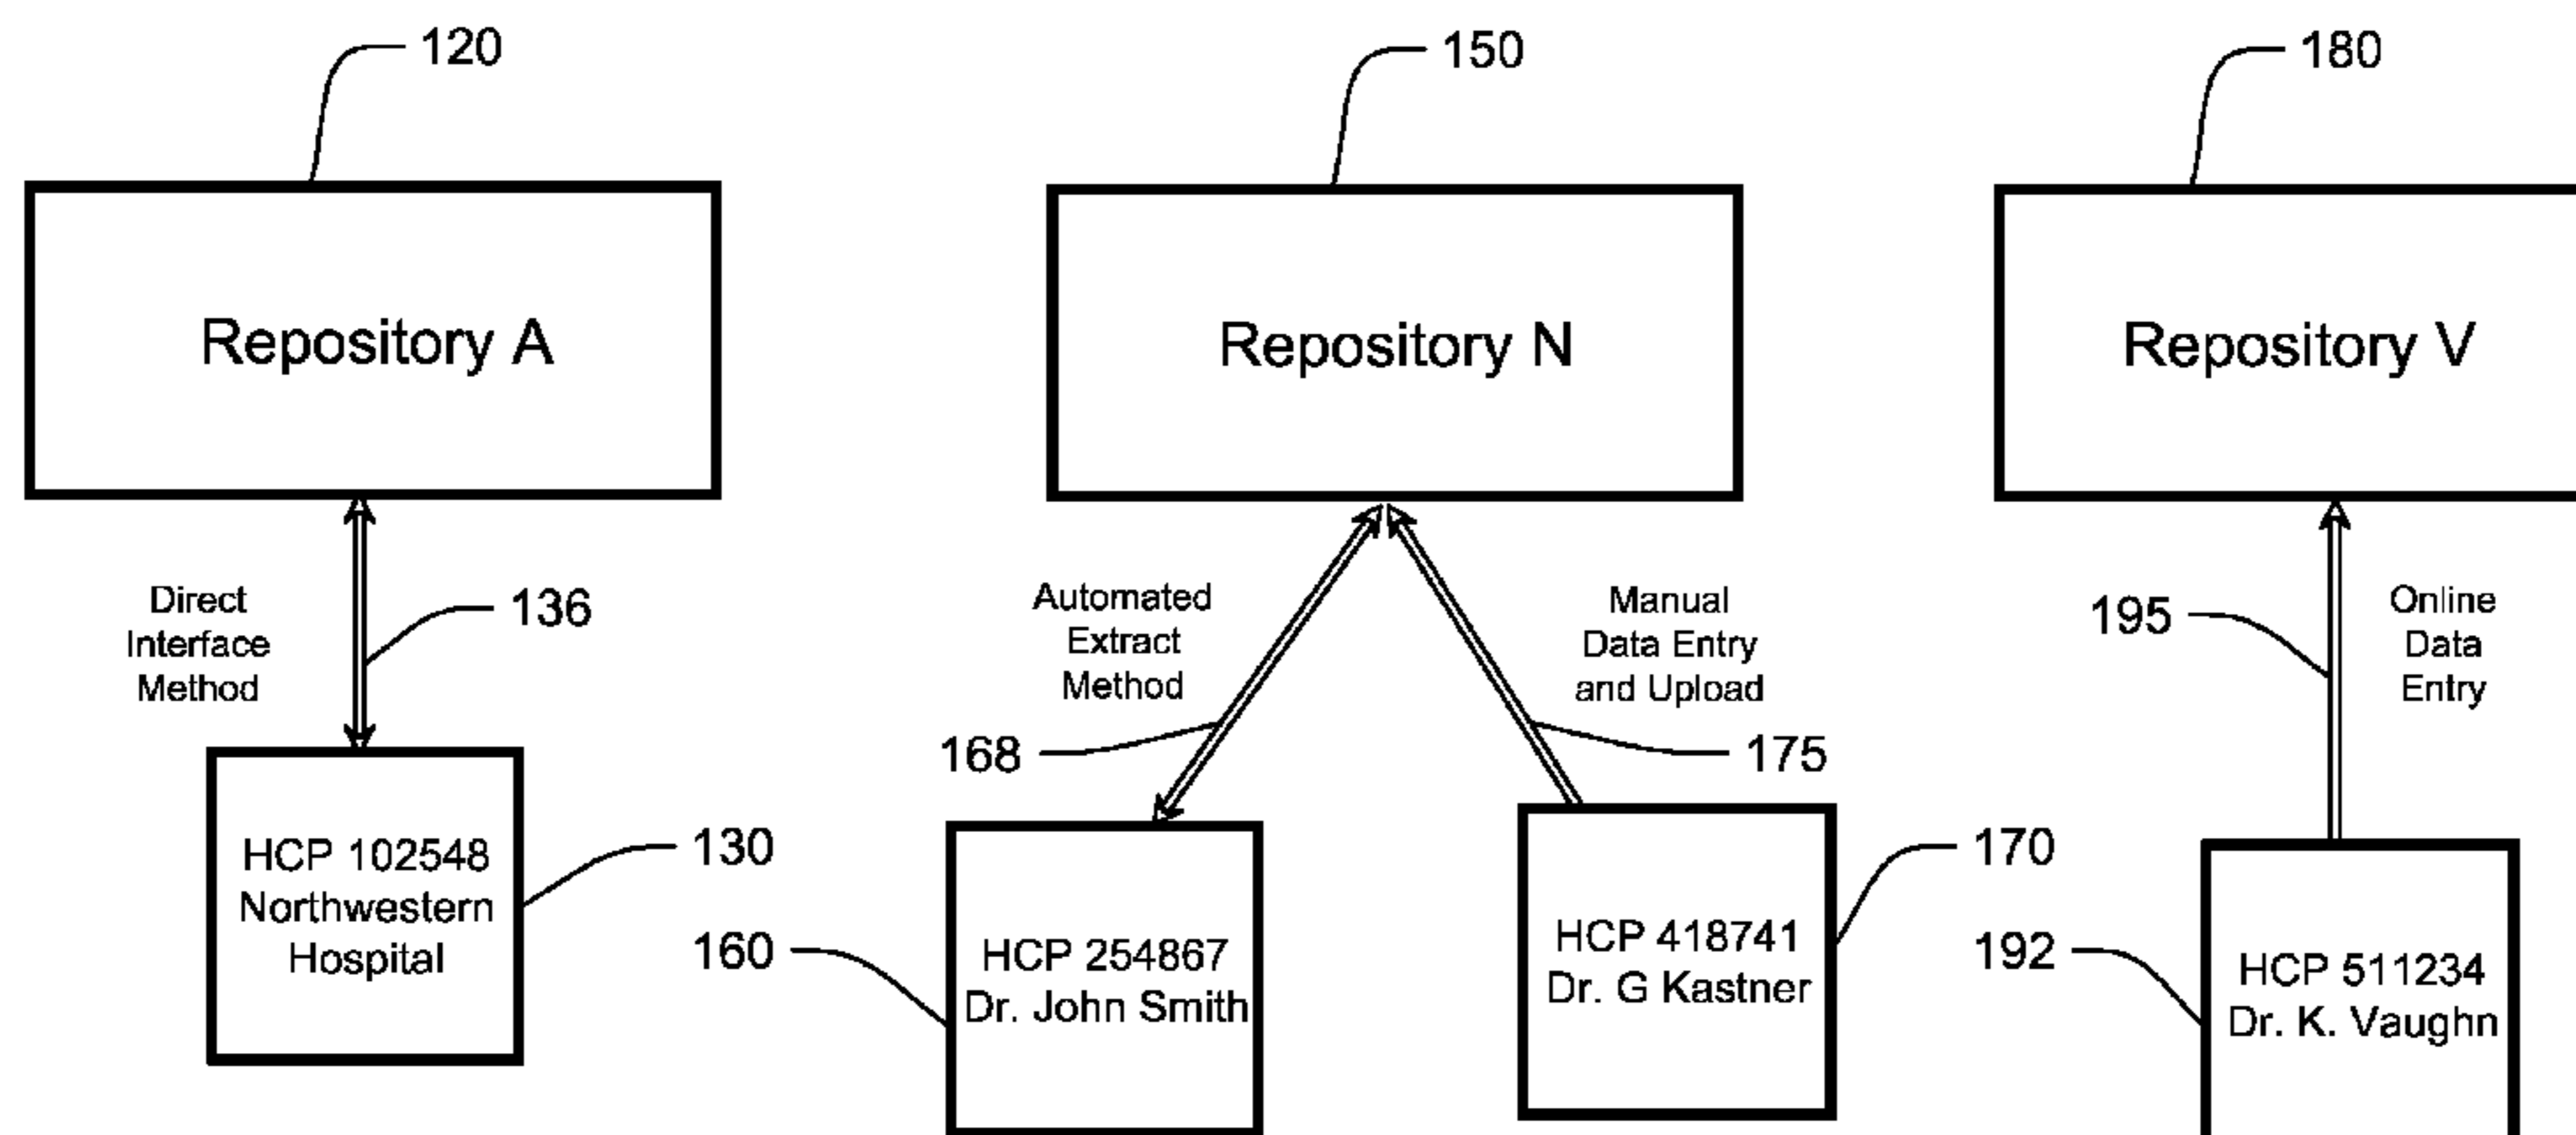 120
150
180
Repository A
Repository N
Repository V
Direct
Interface
Method
136
Automated
Extract
Method
168
Manual
Data Entry
and Upload
175
195
Online
Data
Entry
HCP 102548
Northwestern
Hospital
130
160
HCP 254867
Dr. John Smith
HCP 418741
Dr. G Kastner
170
192
HCP 511234
Dr. K. Vaughn